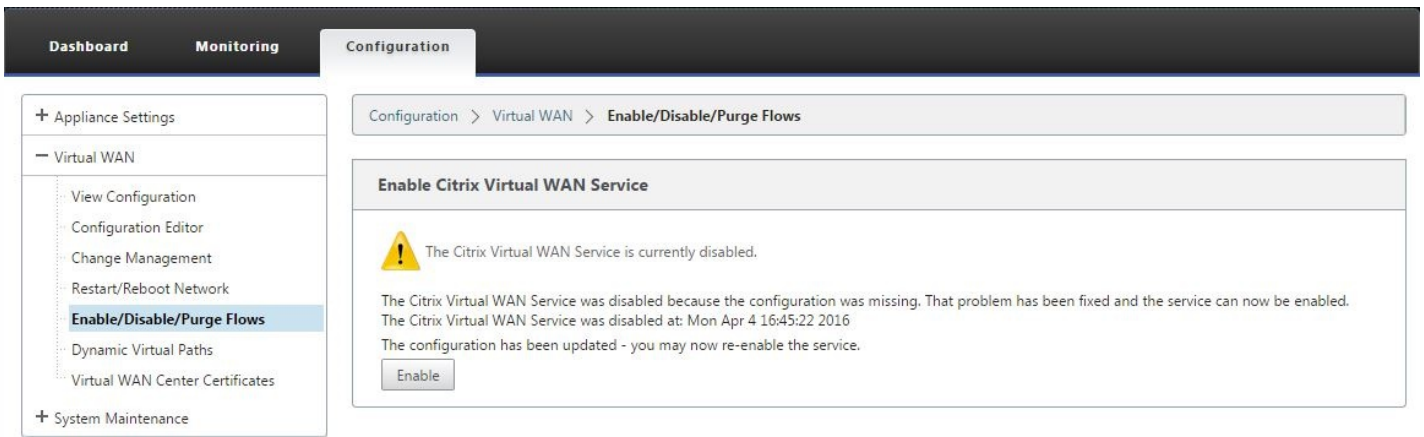 Dashboard Monitoring Configuration
+ Appliance Settings
− Virtual WAN
View Configuration
Configuration Editor
Change Management
Restart/Reboot Network
Enable/Disable/Purge Flows
Dynamic Virtual Paths
Virtual WAN Center Certificates
+ System Maintenance
Configuration > Virtual WAN > Enable/Disable/Purge Flows
Enable Citrix Virtual WAN Service
! The Citrix Virtual WAN Service is currently disabled.
The Citrix Virtual WAN Service was disabled because the configuration was missing. That problem has been fixed and the service can now be enabled.
The Citrix Virtual WAN Service was disabled at: Mon Apr 4 16:45:22 2016
The configuration has been updated - you may now re-enable the service.
Enable